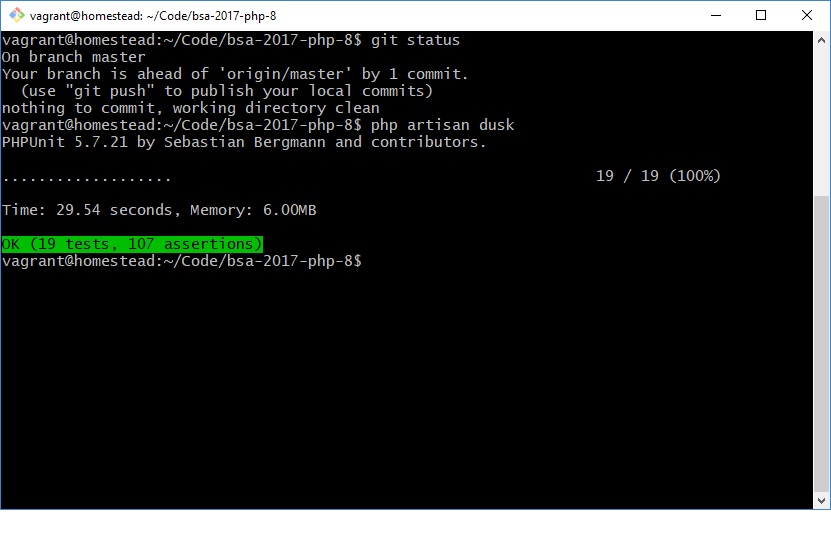 vagrant@homestead: ~/Code/bsa-2017-php-8
vagrant@homestead:~/Code/bsa-2017-php-8$ git status
On branch master
Your branch is ahead of 'origin/master' by 1 commit.
  (use "git push" to publish your local commits)
nothing to commit, working directory clean
vagrant@homestead:~/Code/bsa-2017-php-8$ php artisan dusk
PHPUnit 5.7.21 by Sebastian Bergmann and contributors.
................... 19 / 19 (100%)
Time: 29.54 seconds, Memory: 6.00MB
OK (19 tests, 107 assertions)
vagrant@homestead:~/Code/bsa-2017-php-8$